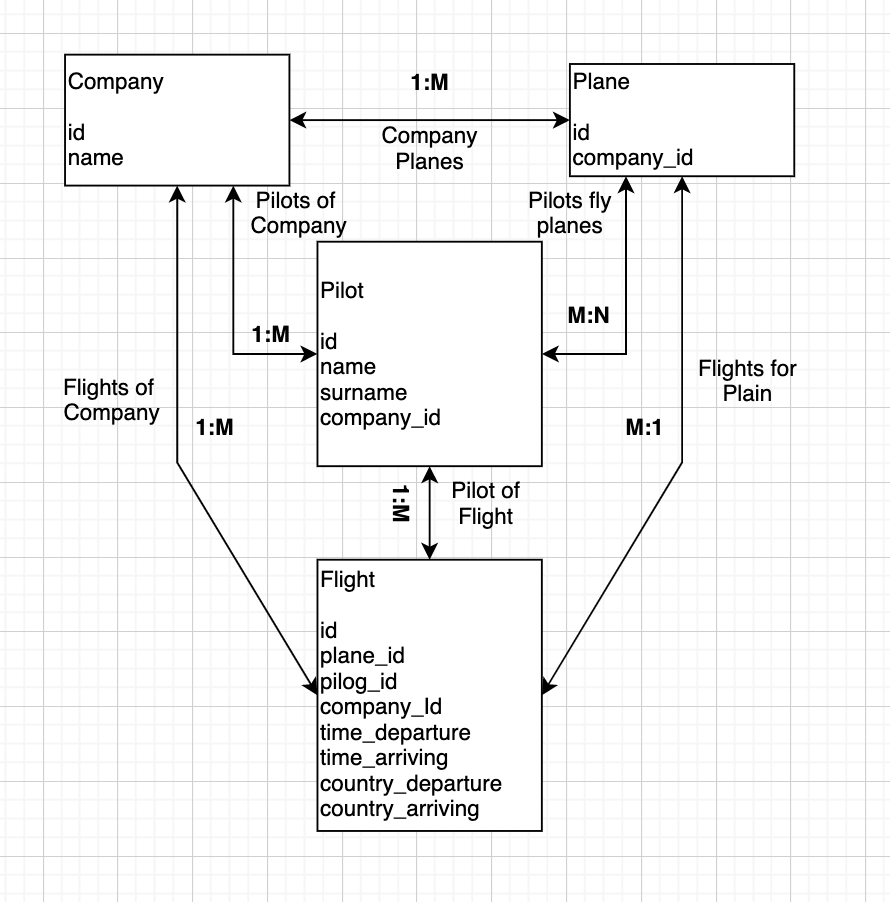 Company
id
name
1:M
Company
Planes
Plane
id
company_id
Pilots of
Company
Pilots fly
planes
1:M
Pilot
id
name
surname
company_id
M:N
Flights of
Company
1:M
Flights for
Plain
M:1
1:M
Pilot of
Flight
Flight
id
plane_id
pilog_id
company_Id
time_departure
time_arriving
country_departure
country_arriving